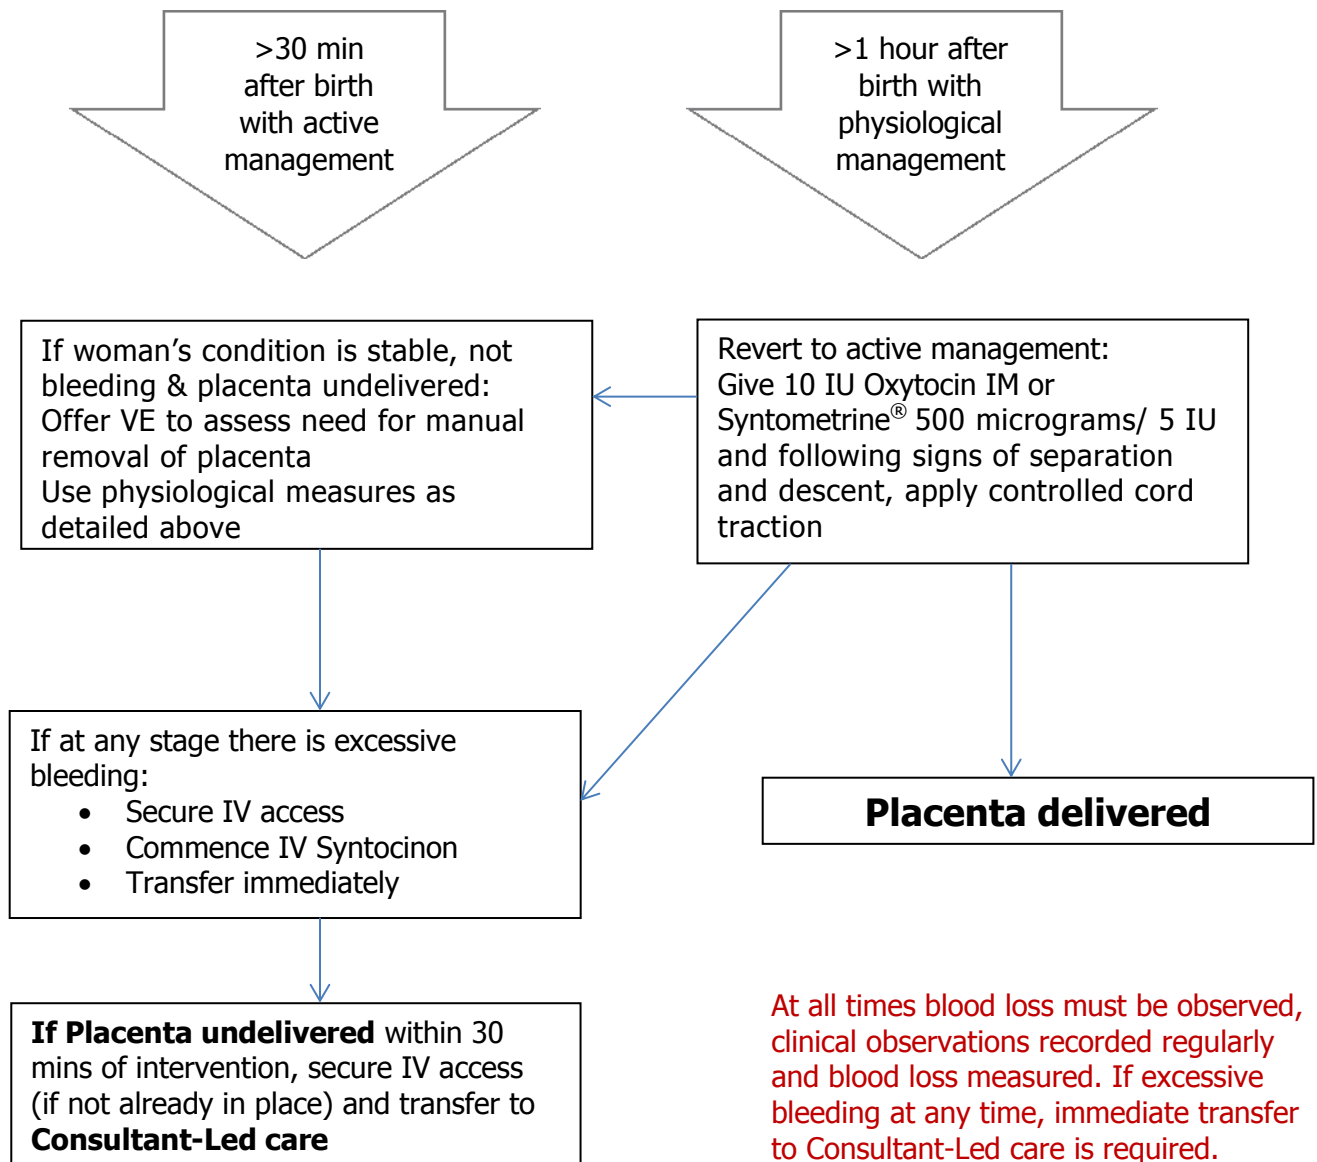 >30 min
after birth
with active
management
>1 hour after
birth with
physiological
management
If woman’s condition is stable, not
bleeding & placenta undelivered:
Offer VE to assess need for manual
removal of placenta
Use physiological measures as
detailed above
Revert to active management:
Give 10 IU Oxytocin IM or
Syntometrine® 500 micrograms/ 5 IU
and following signs of separation
and descent, apply controlled cord
traction
If at any stage there is excessive
bleeding:
• Secure IV access
• Commence IV Syntocinon
• Transfer immediately
Placenta delivered
If Placenta undelivered within 30
mins of intervention, secure IV access
(if not already in place) and transfer to
Consultant-Led care
At all times blood loss must be observed,
clinical observations recorded regularly
and blood loss measured. If excessive
bleeding at any time, immediate transfer
to Consultant-Led care is required.